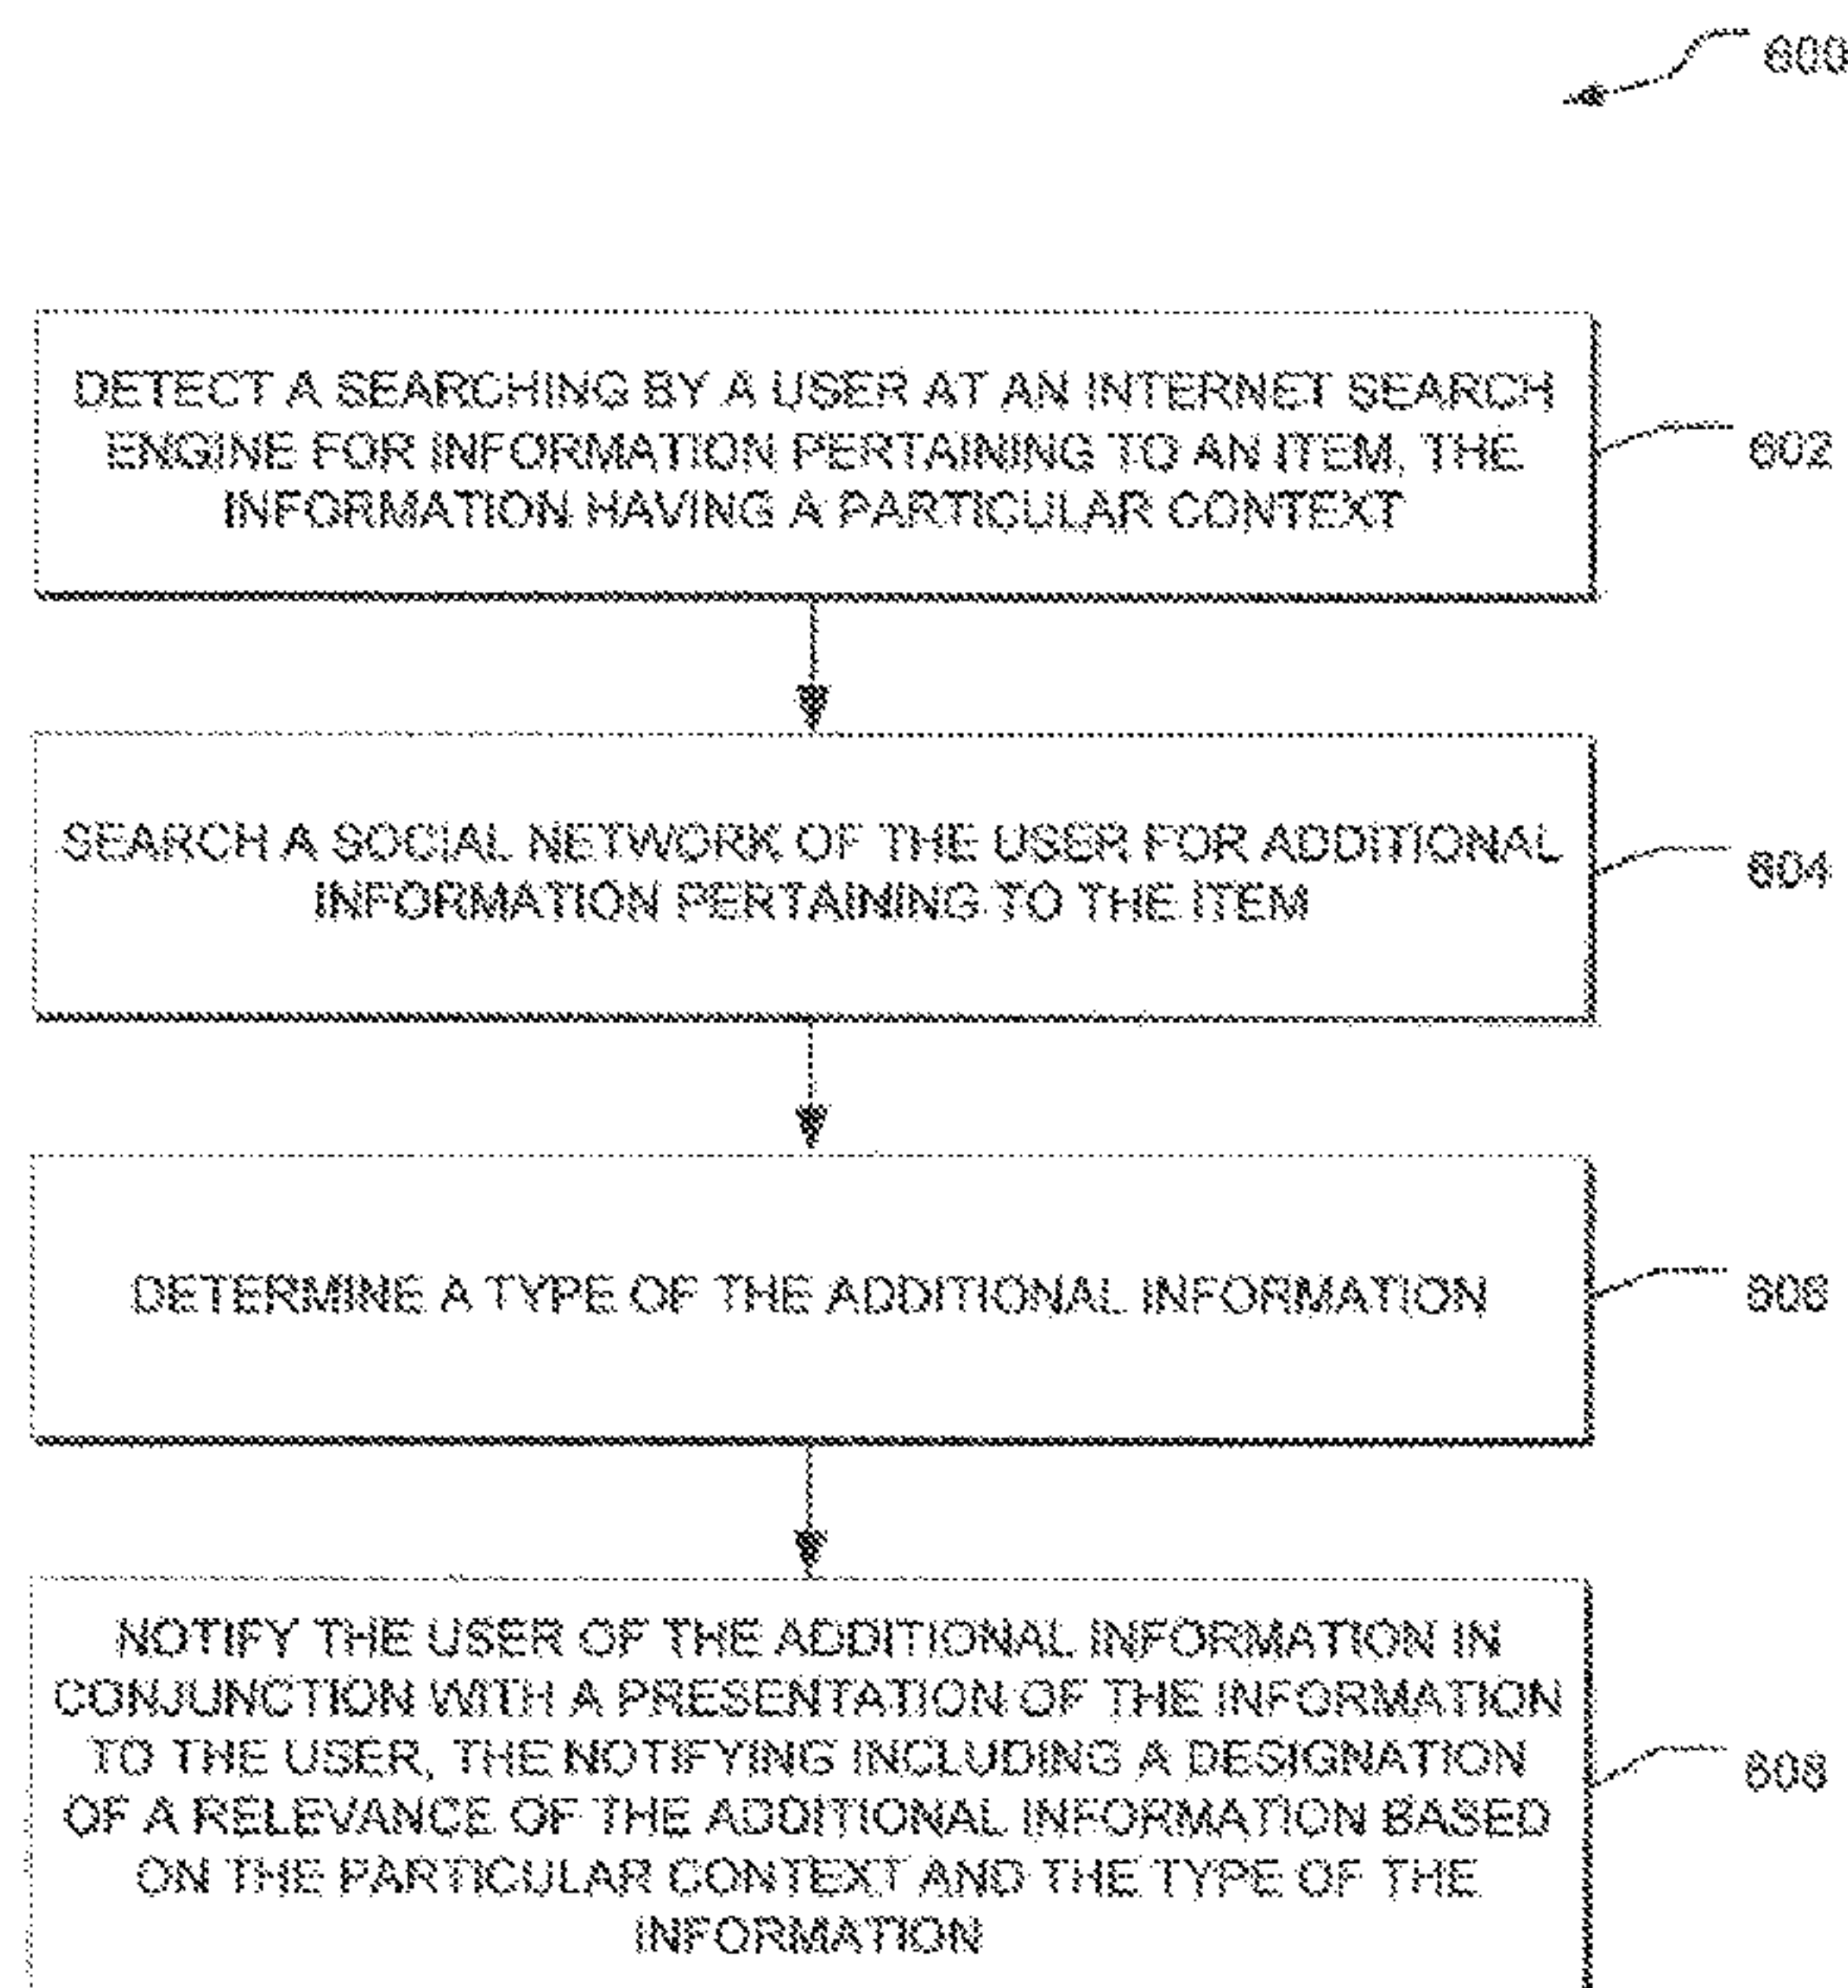 600
DETECT A SEARCHING BY A USER AT AN INTERNET SEARCH
ENGINE FOR INFORMATION PERTAINING TO AN ITEM, THE
INFORMATION HAVING A PARTICULAR CONTEXT
602
SEARCH A SOCIAL NETWORK OF THE USER FOR ADDITIONAL
INFORMATION PERTAINING TO THE ITEM
604
DETERMINE A TYPE OF THE ADDITIONAL INFORMATION
606
NOTIFY THE USER OF THE ADDITIONAL INFORMATION IN
CONJUNCTION WITH A PRESENTATION OF THE INFORMATION
TO THE USER, THE NOTIFYING INCLUDING A DESIGNATION
OF A RELEVANCE OF THE ADDITIONAL INFORMATION BASED
ON THE PARTICULAR CONTEXT AND THE TYPE OF THE
INFORMATION
608